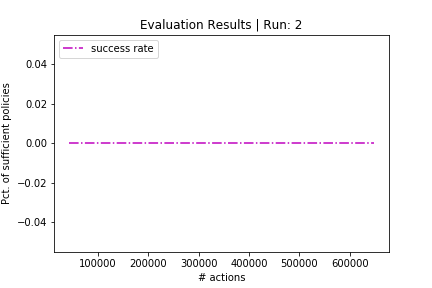 Evaluation Results | Run: 2
success rate
Pct. of sufficient policies
0.04
0.02
0.00
−0.02
−0.04
100000 200000 300000 400000 500000 600000
# actions